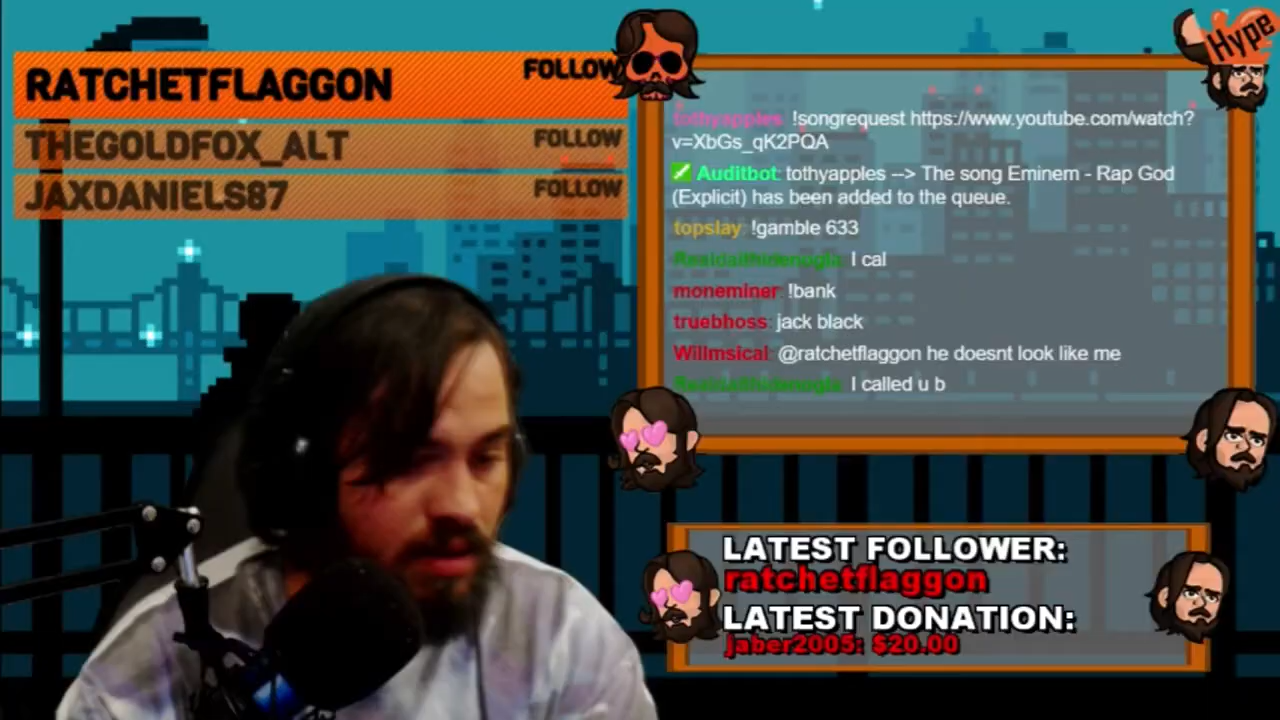 RATCHETFLAGGON FOLLOW
THEGOLDFOX_ALT FOLLOW
JAXDANIELS87 FOLLOW
Hype
tothyapples: !songrequest https://www.youtube.com/watch?
v=XbGs_qK2PQA
Auditbot: tothyapples --> The song Eminem - Rap God
(Explicit) has been added to the queue.
topslay: !gamble 633
I cal
moneminer: !bank
truebhoss: jack black
Willmsical: @ratchetflaggon he doesnt look like me
I called u b
LATEST FOLLOWER:
ratchetflaggon
LATEST DONATION:
jaber2005: $20.00